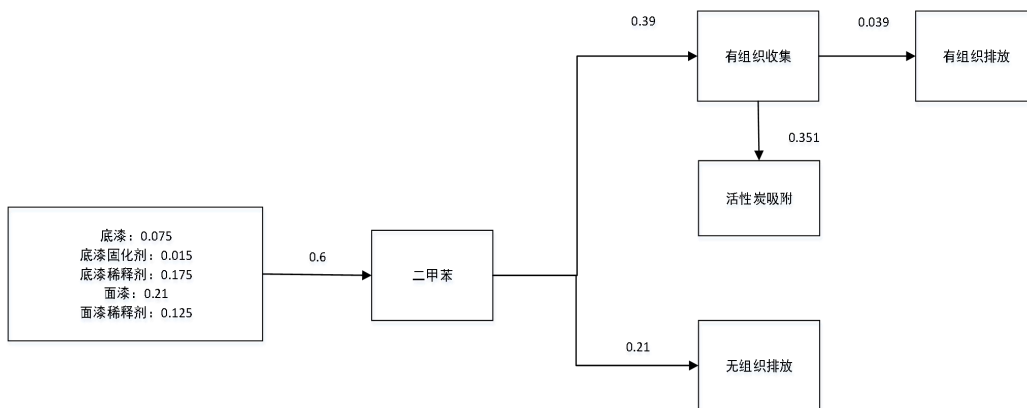 0.39
有组织收集
0.039
有组织排放
0.351
活性炭吸附
底漆：0.075
底漆固化剂：0.015
底漆稀释剂：0.175
面漆：0.21
面漆稀释剂：0.125
0.6
二甲苯
0.21
无组织排放